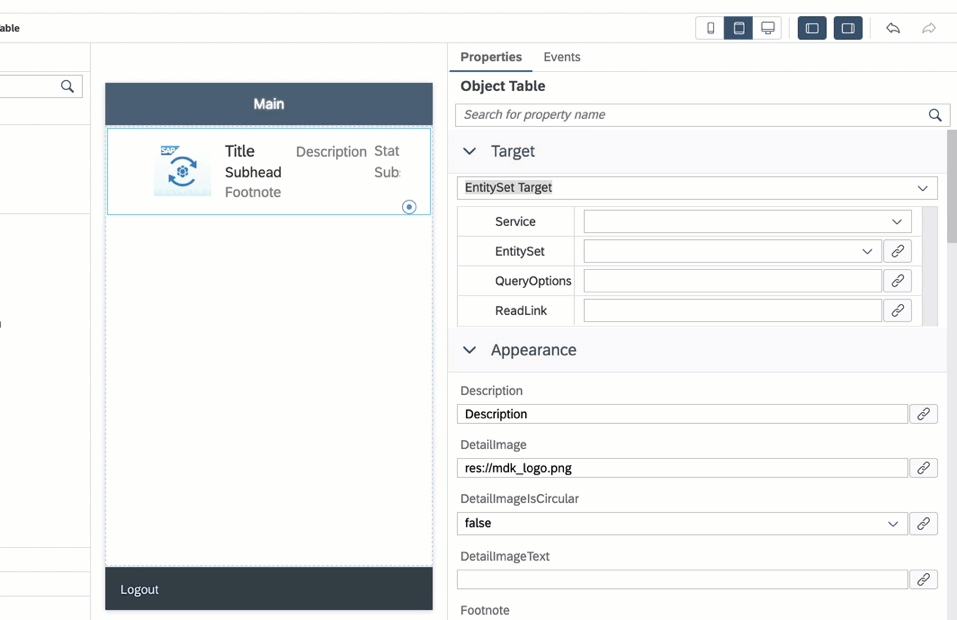 able
Main
SAP
Title
Description
Stat
Subhead
Sub
Footnote
Logout
Properties
Events
Object Table
Search for property name
Target
EntitySet Target
Service
EntitySet
QueryOptions
ReadLink
Appearance
Description
Description
DetailImage
res://mdk_logo.png
DetailImageIsCircular
false
DetailImageText
Footnote